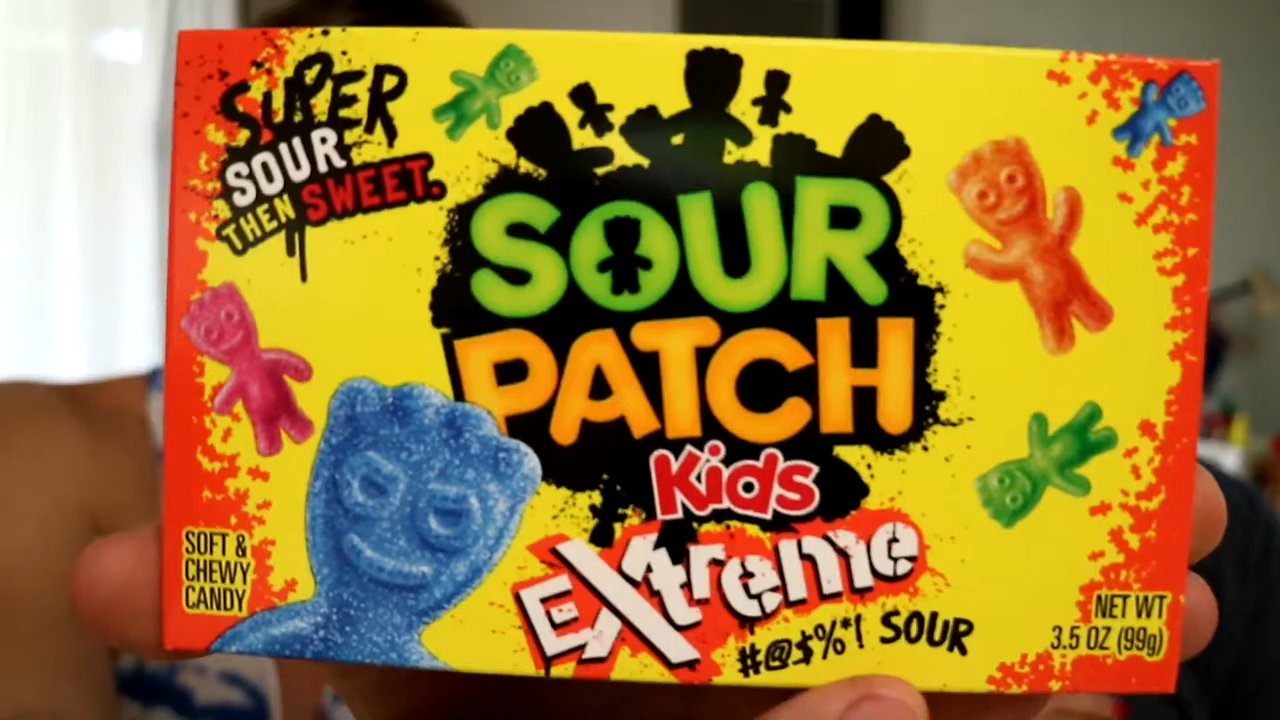 SUPER
SOUR
THEN SWEET.
SOUR
PATCH
Kids
EXtreme
#@$%*! SOUR
SOFT &
CHEWY
CANDY
NET WT
3.5 OZ (99g)